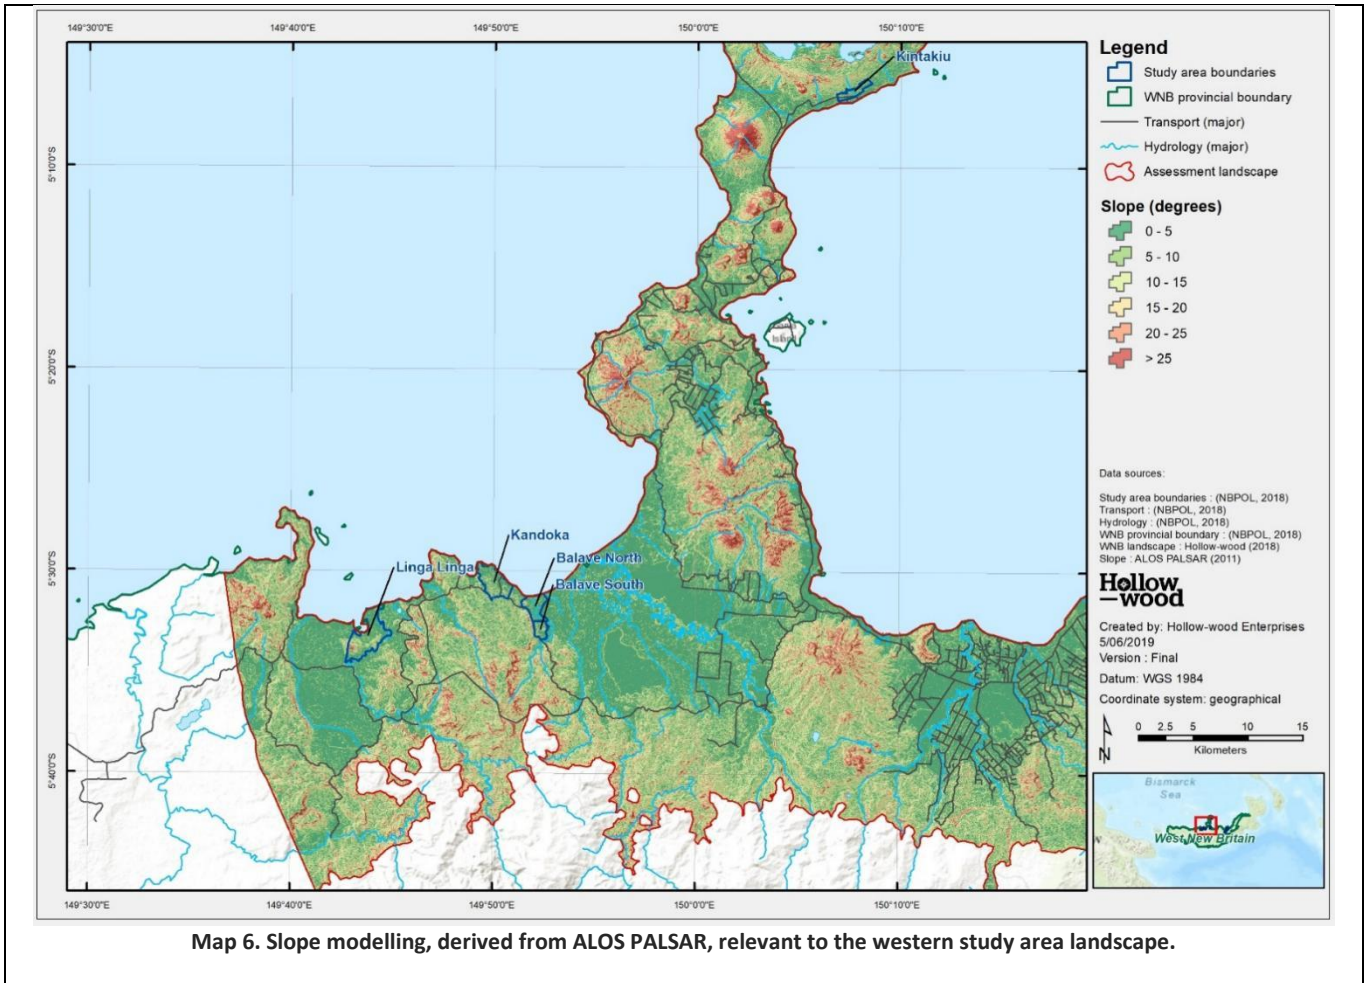 149°30'0"E
149°40'0"E
149°50'0"E
150°0'0"E
150°10'0"E
5°10'0"S
5°20'0"S
5°30'0"S
5°40'0"S
Kintakiu
Island
Kandoka
Balave North
Linga Linga
Balave South
149°30'0"E
149°40'0"E
149°50'0"E
150°0'0"E
150°10'0"E
Legend
Study area boundaries
WNB provincial boundary
Transport (major)
Hydrology (major)
Assessment landscape
Slope (degrees)
0 - 5
5 - 10
10 - 15
15 - 20
20 - 25
> 25
Data sources:
Study area boundaries : (NBPOL, 2018)
Transport : (NBPOL, 2018)
Hydrology : (NBPOL, 2018)
WNB provincial boundary : (NBPOL, 2018)
WNB landscape : Hollow-wood (2018)
Slope : ALOS PALSAR (2011)
Hollow
—wood
Created by: Hollow-wood Enterprises
5/06/2019
Version : Final
Datum: WGS 1984
Coordinate system: geographical
N
0 2.5 5 10 15
Kilometers
Bismarck
Sea
West New Britain
Map 6. Slope modelling, derived from ALOS PALSAR, relevant to the western study area landscape.